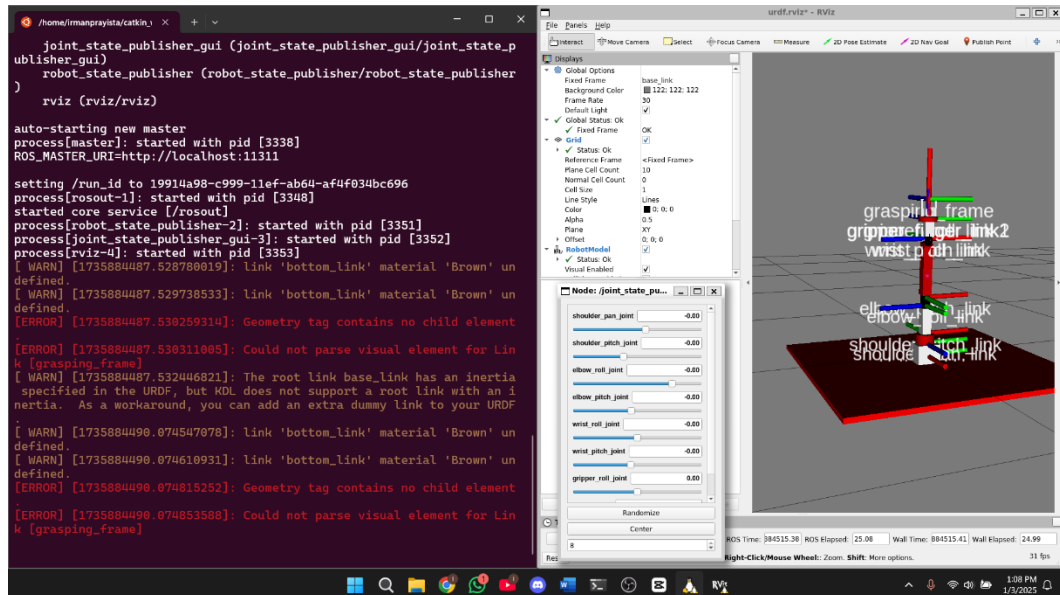 /home/irmanprayista/catkin_
joint_state_publisher_gui (joint_state_publisher_gui/joint_state_p
ublisher_gui)
robot_state_publisher (robot_state_publisher/robot_state_publisher
)
rviz (rviz/rviz)
auto-starting new master
process[master]: started with pid [3338]
ROS_MASTER_URI=http://localhost:11311
setting /run_id to 19914a98-c999-11ef-ab64-af4f034bc696
process[rosout-1]: started with pid [3348]
started core service [/rosout]
process[robot_state_publisher-2]: started with pid [3351]
process[joint_state_publisher_gui-3]: started with pid [3352]
process[rviz-4]: started with pid [3353]
[ WARN] [1735884487.528780019]: link 'bottom_link' material 'Brown' un
defined.
[ WARN] [1735884487.529738533]: link 'bottom_link' material 'Brown' un
defined.
[ERROR] [1735884487.530259314]: Geometry tag contains no child element
.
[ERROR] [1735884487.530311005]: Could not parse visual element for Lin
k [grasping_frame]
[ WARN] [1735884487.532446821]: The root link base_link has an inertia
specified in the URDF, but KDL does not support a root link with an i
nertia.  As a workaround, you can add an extra dummy link to your URDF
.
[ WARN] [1735884490.074547078]: link 'bottom_link' material 'Brown' un
defined.
[ WARN] [1735884490.074610931]: link 'bottom_link' material 'Brown' un
defined.
[ERROR] [1735884490.074815252]: Geometry tag contains no child element
.
[ERROR] [1735884490.074853588]: Could not parse visual element for Lin
k [grasping_frame]
urdf.rviz* - RViz
File Panels Help
Interact Move Camera Select Focus Camera Measure 2D Pose Estimate 2D Nav Goal Publish Point
Displays
Global Options
Fixed Frame base_link
Background Color 122; 122; 122
Frame Rate 30
Default Light
Global Status: Ok
Fixed Frame OK
Grid
Status: Ok
Reference Frame <Fixed Frame>
Plane Cell Count 10
Normal Cell Count 0
Cell Size 1
Line Style Lines
Color 0; 0; 0
Alpha 0.5
Plane XY
Offset 0; 0; 0
RobotModel
Status: Ok
Visual Enabled
Node: /joint_state_pu...
shoulder_pan_joint -0.00
shoulder_pitch_joint -0.00
elbow_roll_joint -0.00
elbow_pitch_joint -0.00
wrist_roll_joint -0.00
wrist_pitch_joint -0.00
gripper_roll_joint 0.00
Randomize
Center
8
grasping_frame
ROS Time: 884515.38 ROS Elapsed: 25.08 Wall Time: 884515.41 Wall Elapsed: 24.99
Res
Right-Click/Mouse Wheel:: Zoom. Shift: More options.
31 fps
RViz
1:08 PM
1/3/2025